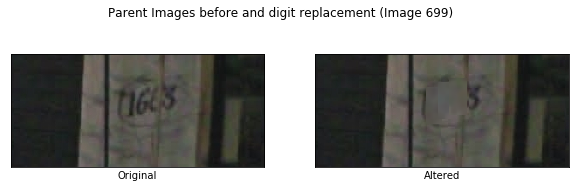 Parent Images before and digit replacement (Image 699)
Original
Altered